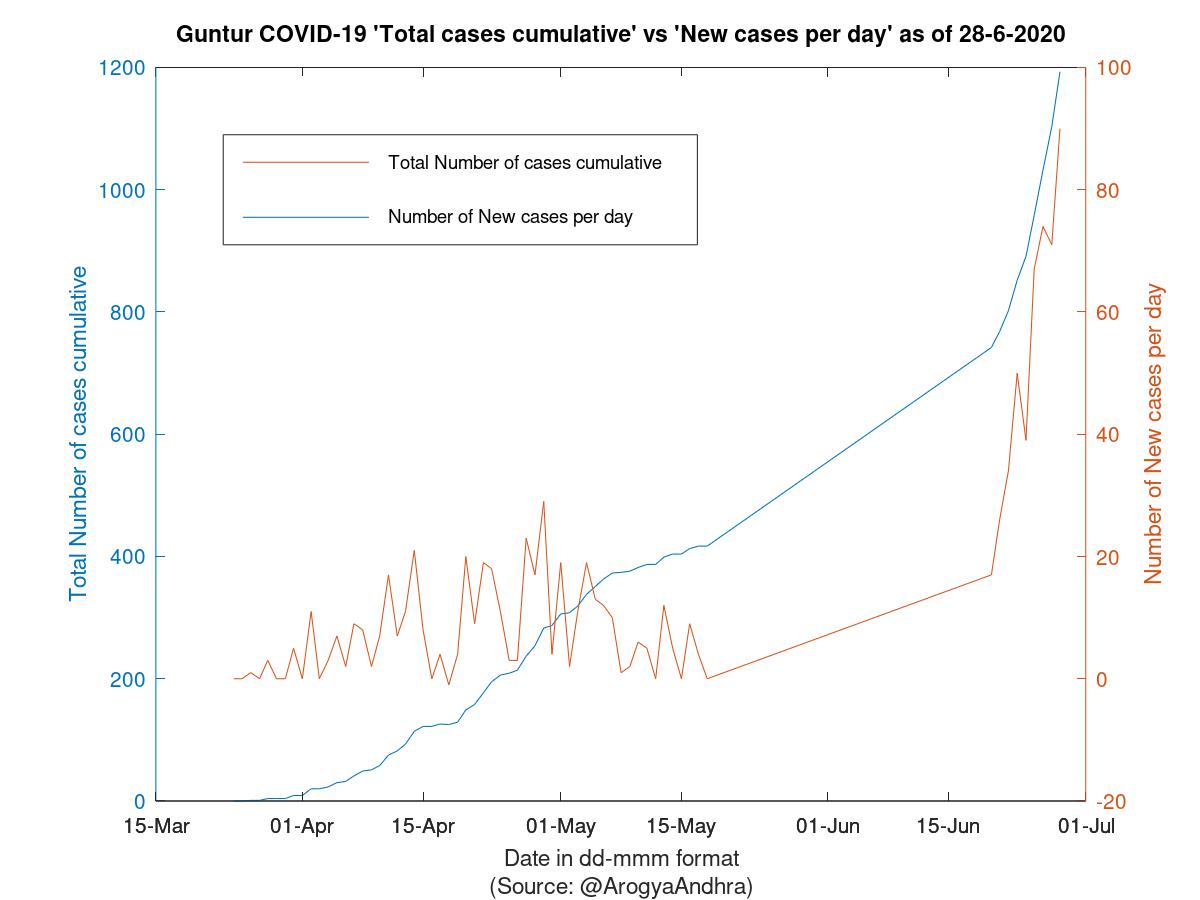 Guntur COVID-19 'Total cases cumulative' vs 'New cases per day' as of 28-6-2020
1200
1000
800
600
400
200
0
Total Number of cases cumulative
Total Number of cases cumulative
Number of New cases per day
100
80
60
40
20
0
-20
Number of New cases per day
15-Mar 01-Apr 15-Apr 01-May 15-May 01-Jun 15-Jun 01-Jul
Date in dd-mmm format
(Source: @ArogyaAndhra)